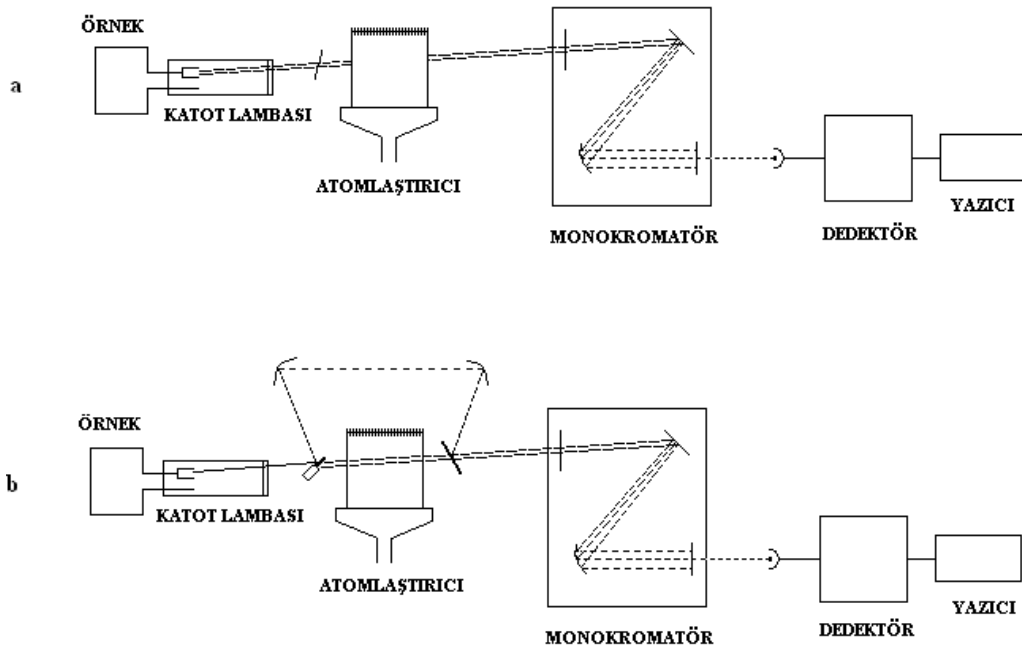 ÖRNEK
a
KATOT LAMBASI
ATOMLAŞTIRICI
YAZICI
MONOKROMATÖR
DEDEKTÖR
ÖRNEK
b
KATOT LAMBASI
ATOMLAŞTIRICI
YAZICI
MONOKROMATÖR
DEDEKTÖR